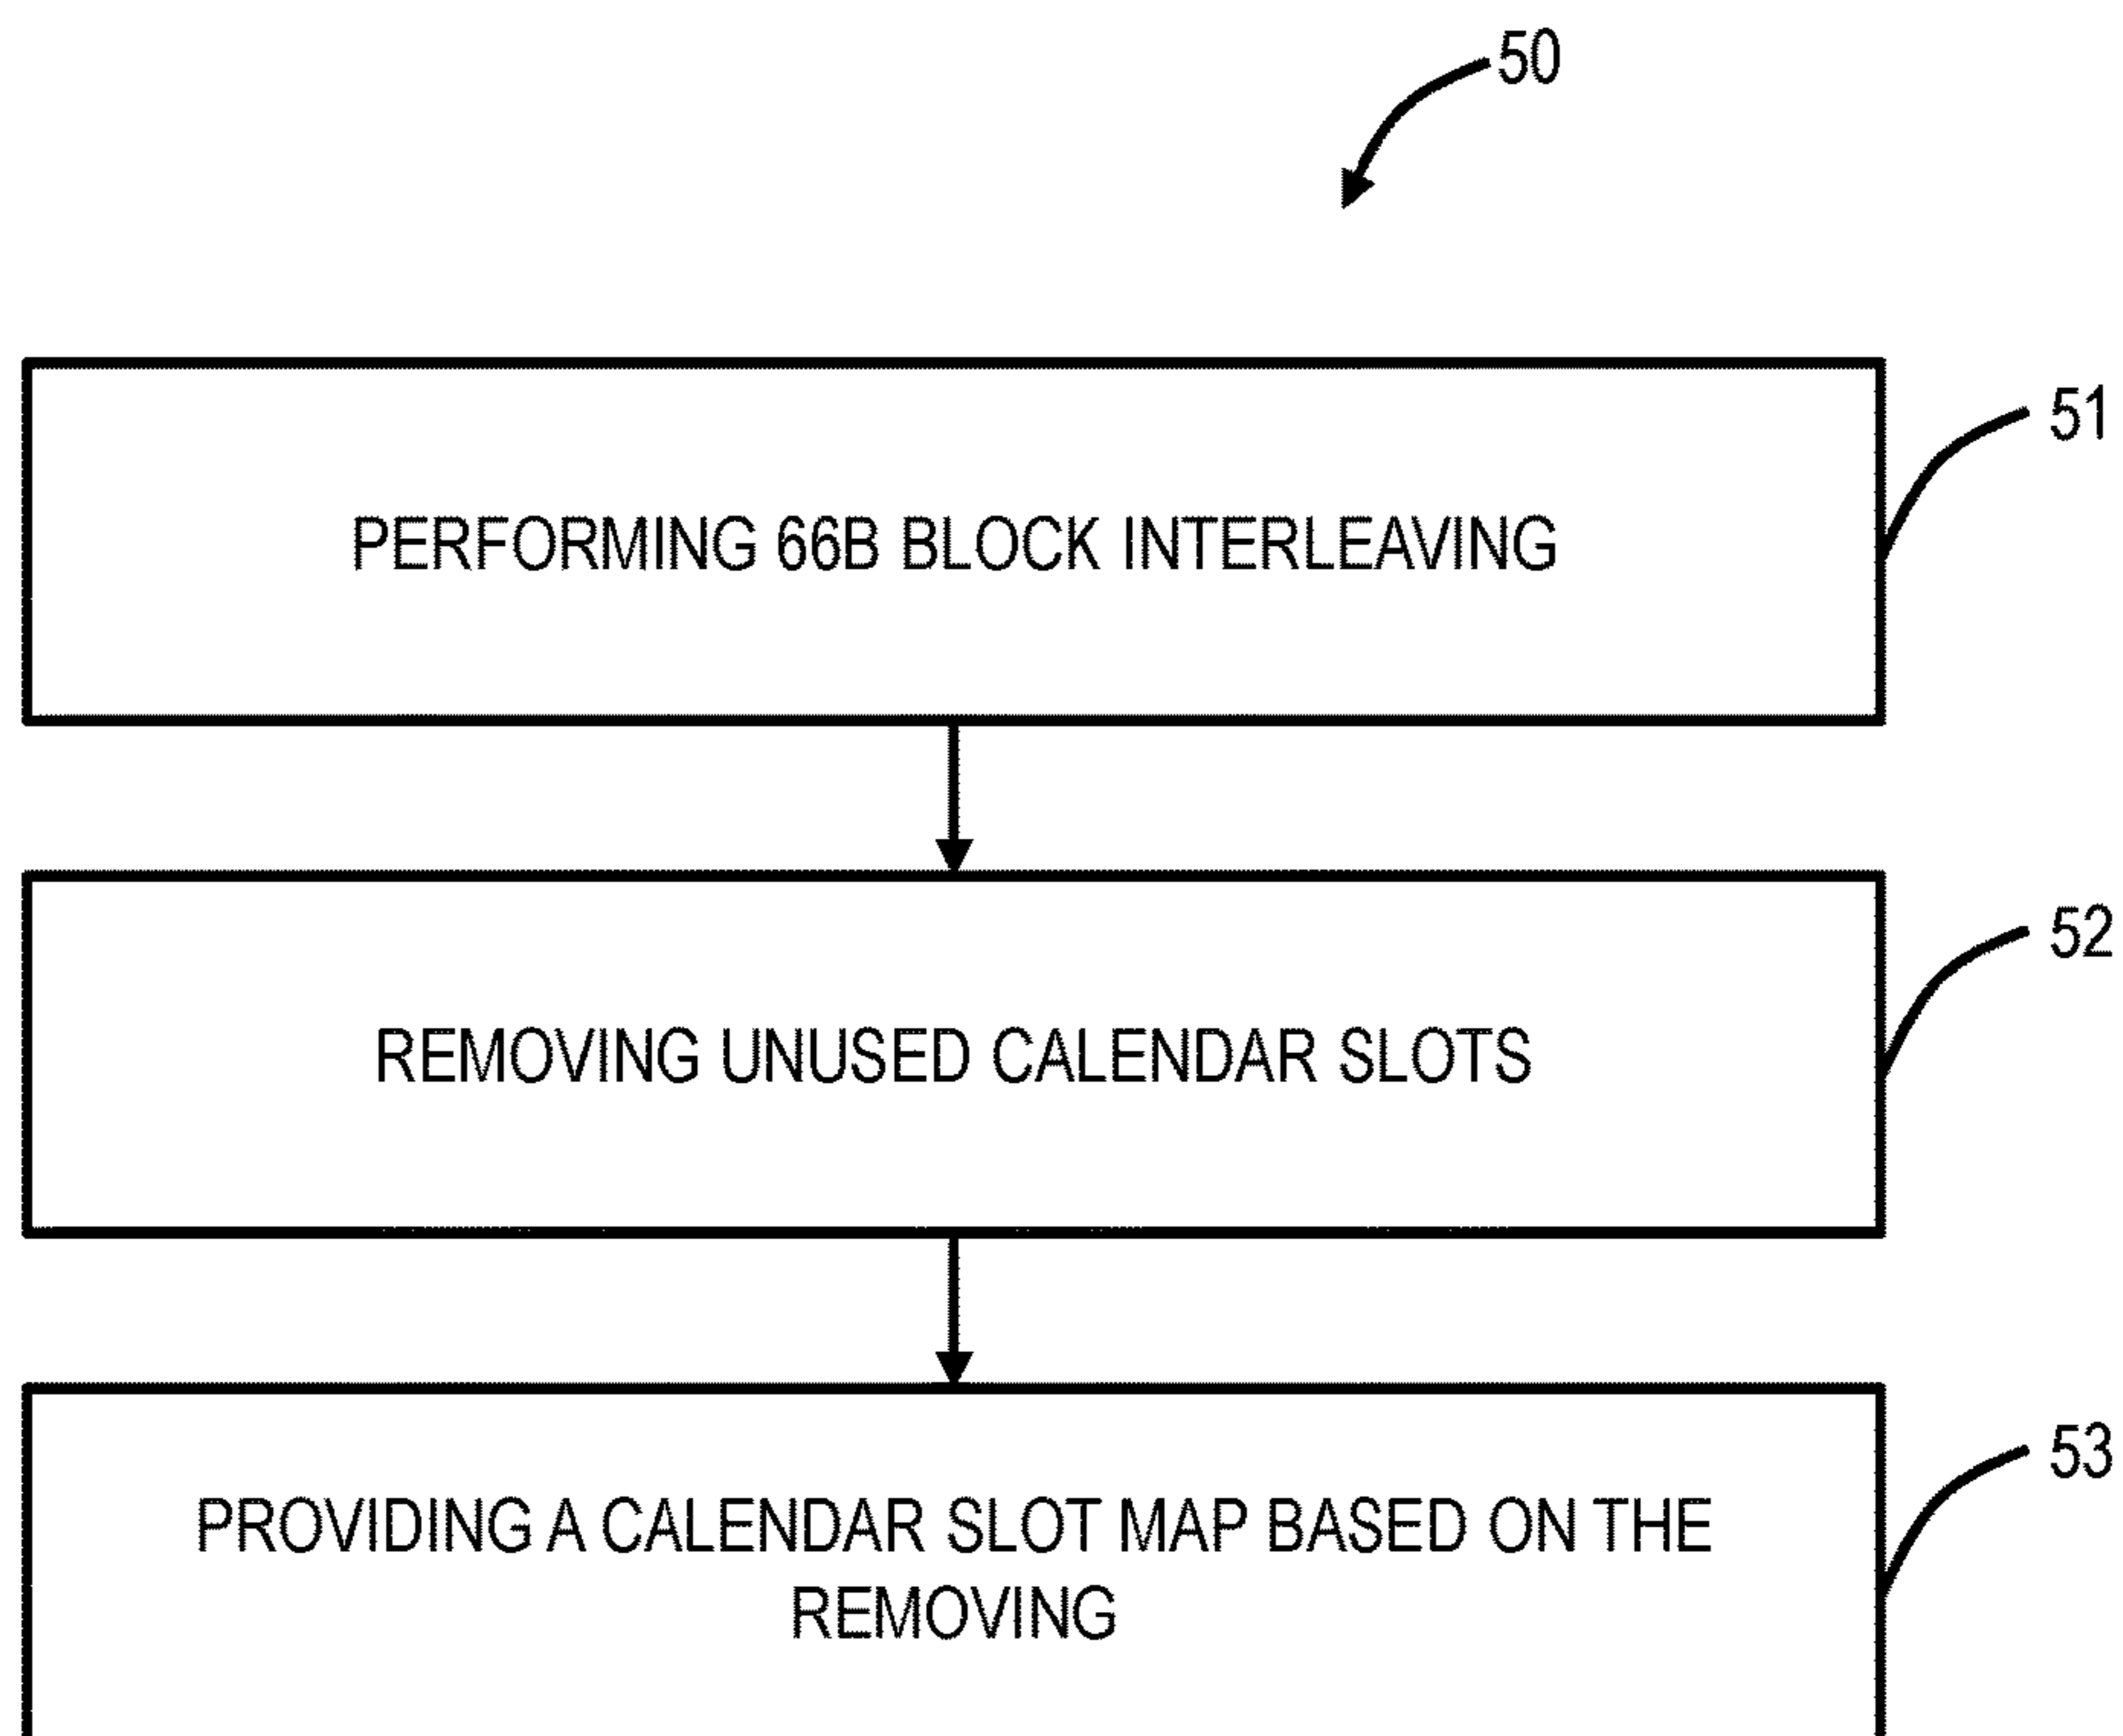 50
51
PERFORMING 66B BLOCK INTERLEAVING
52
REMOVING UNUSED CALENDAR SLOTS
53
PROVIDING A CALENDAR SLOT MAP BASED ON THE
REMOVING